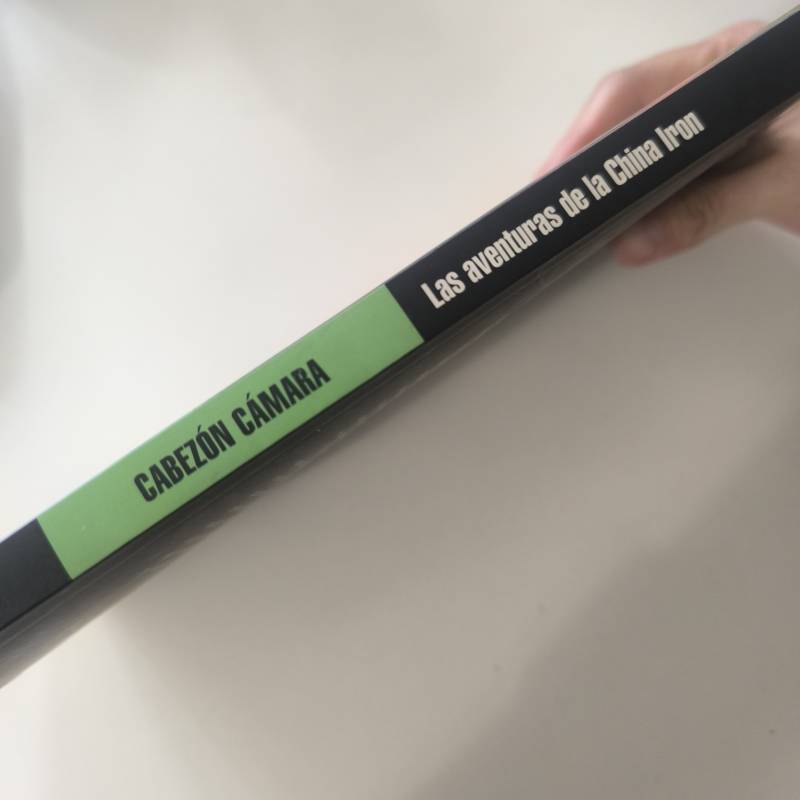 CABEZÓN CÁMARA
Las aventuras de la China Iron